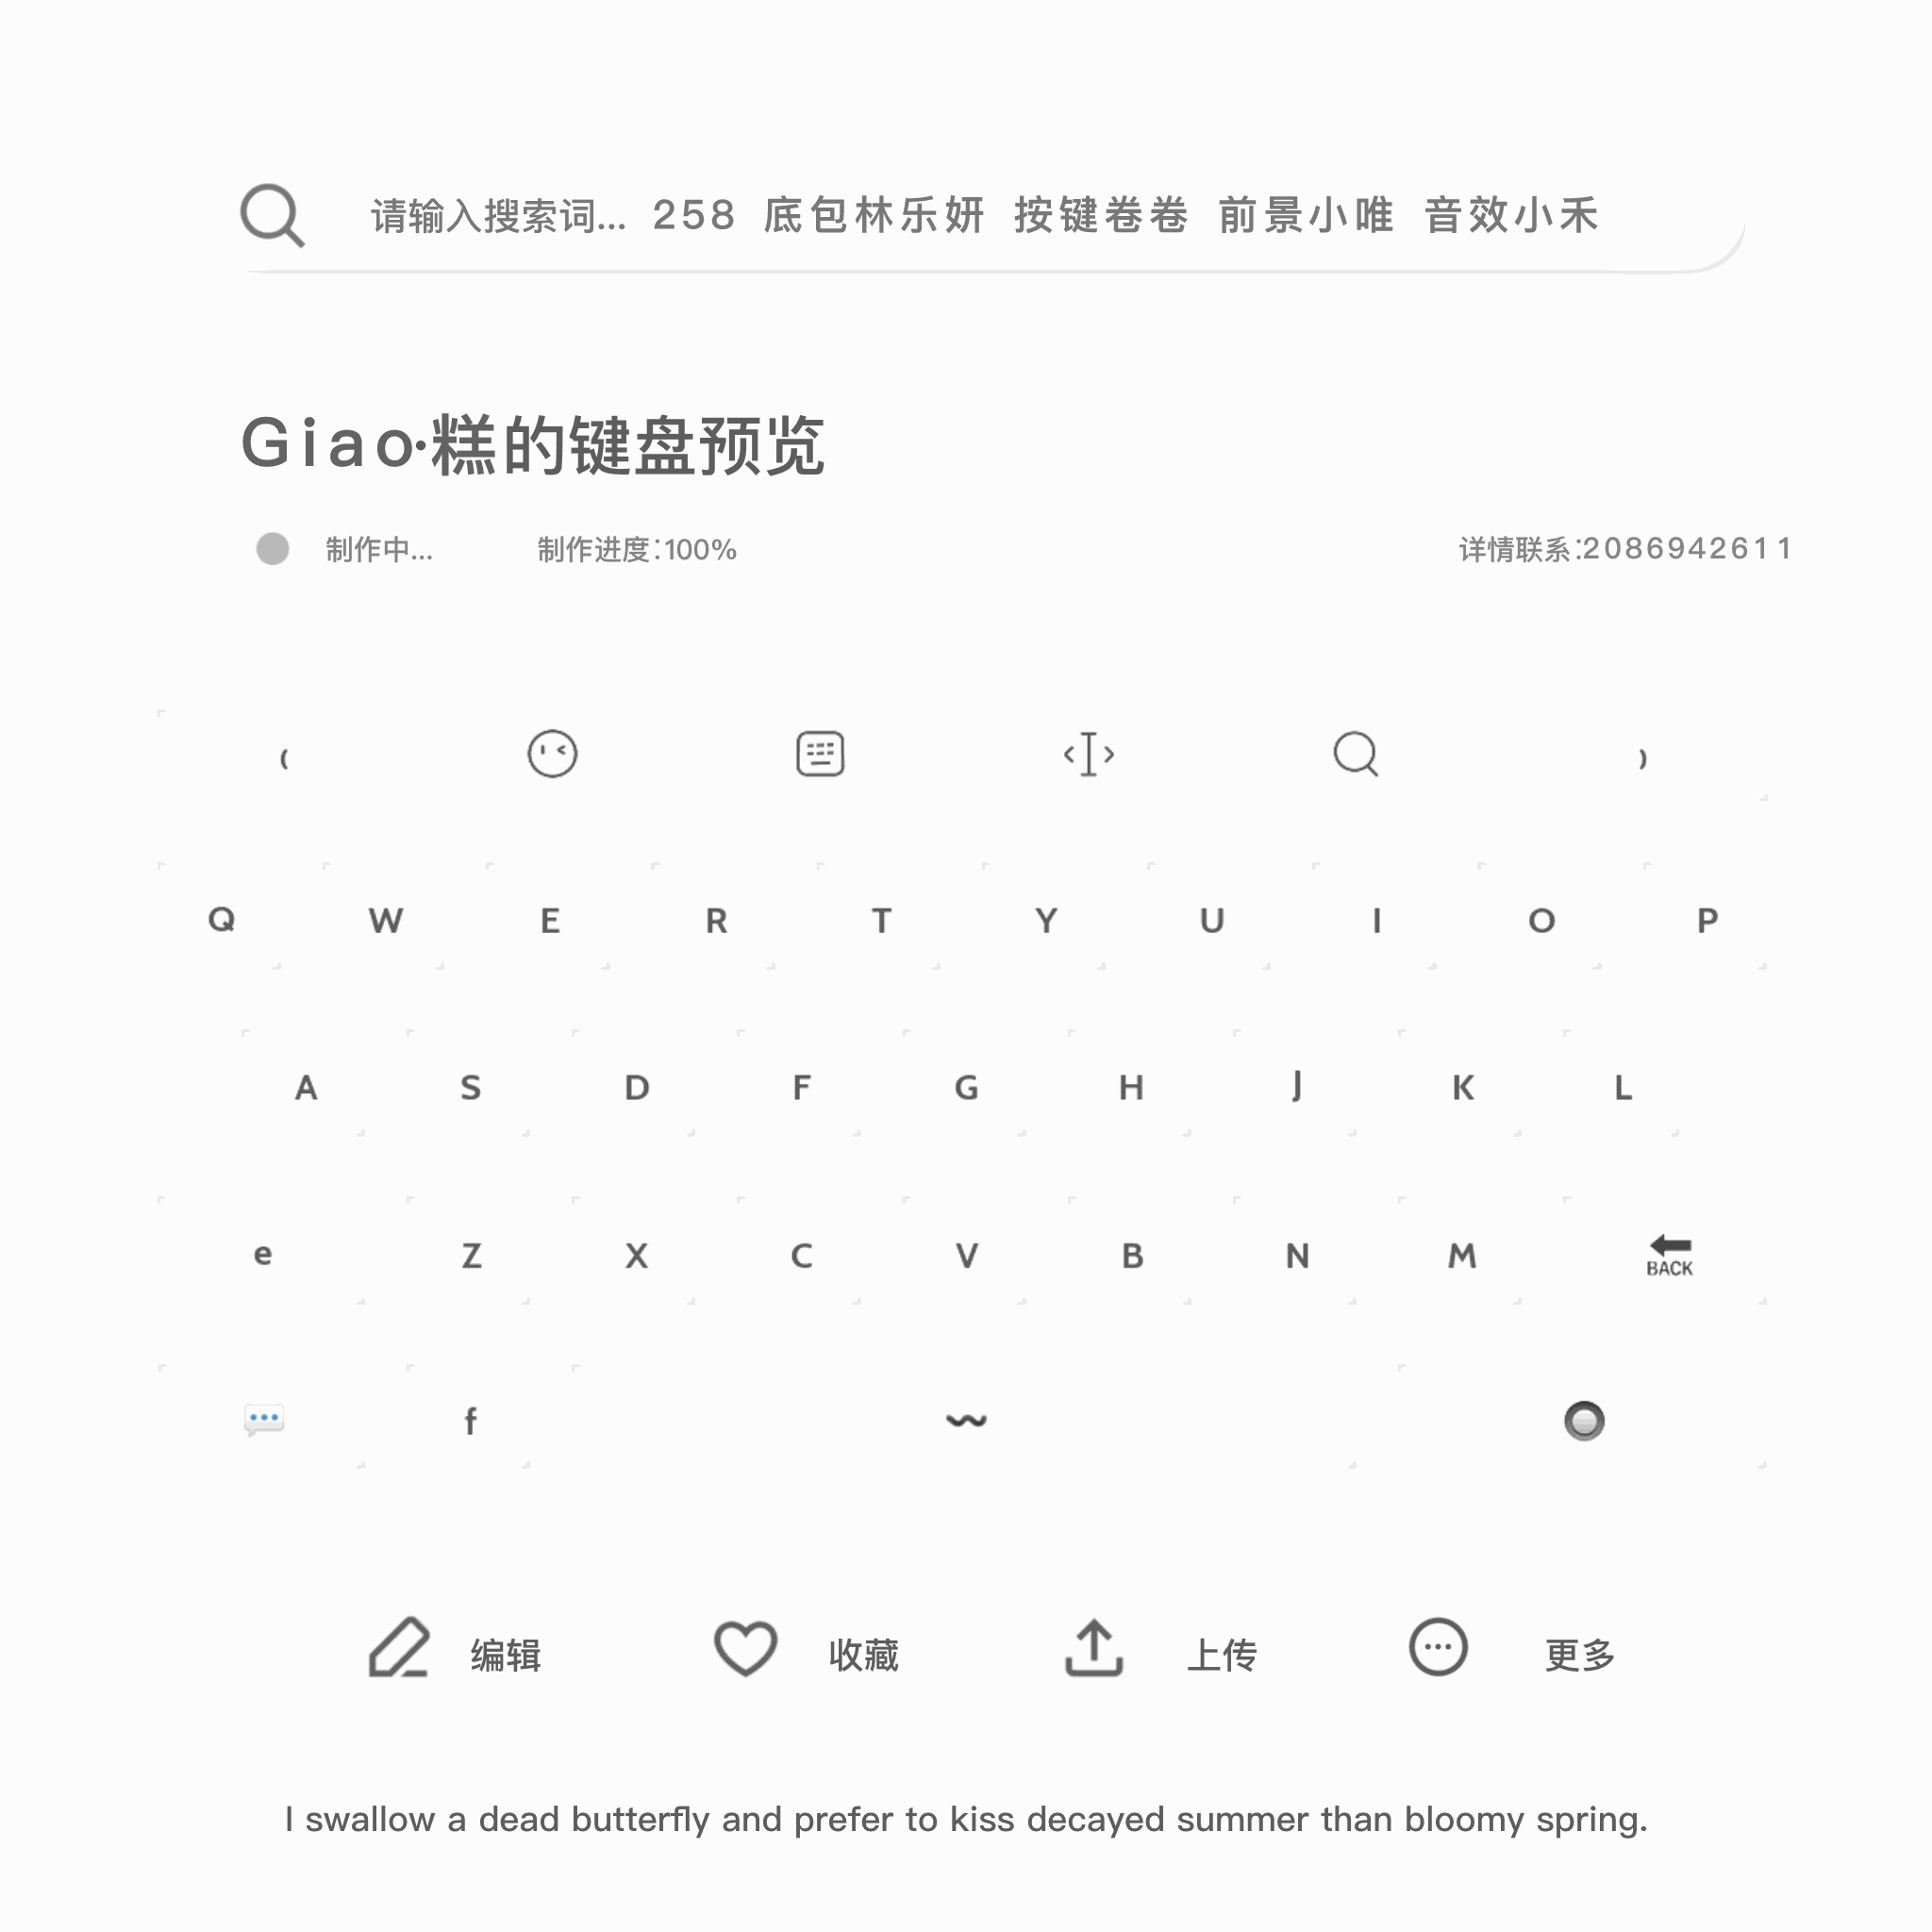 请输入搜索词... 258 底包林乐妍 按键卷卷 前景小唯 音效小禾
Giao·糕的键盘预览
制作中... 制作进度:100% 详情联系:2086942611
( )
Q W E R T Y U I O P
A S D F G H J K L
e Z X C V B N M BACK
f
编辑 收藏 上传 更多
I swallow a dead butterfly and prefer to kiss decayed summer than bloomy spring.